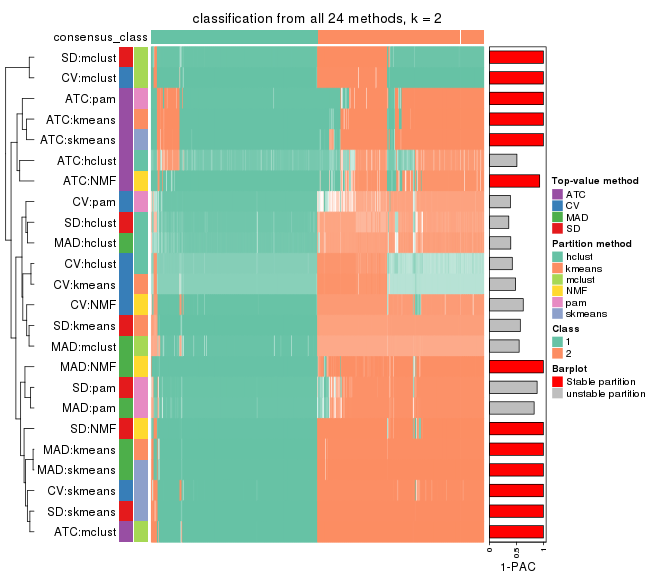 classification from all 24 methods, k = 2
consensus_class
SD:mclust
CV:mclust
ATC:pam
ATC:kmeans
ATC:skmeans
ATC:hclust
ATC:NMF
CV:pam
SD:hclust
MAD:hclust
CV:hclust
CV:kmeans
CV:NMF
SD:kmeans
MAD:mclust
MAD:NMF
SD:pam
MAD:pam
SD:NMF
MAD:kmeans
MAD:skmeans
CV:skmeans
SD:skmeans
ATC:mclust
0
0.5
1
1-PAC
Top-value method
ATC
CV
MAD
SD
Partition method
hclust
kmeans
mclust
NMF
pam
skmeans
Class
1
2
Barplot
Stable partition
unstable partition